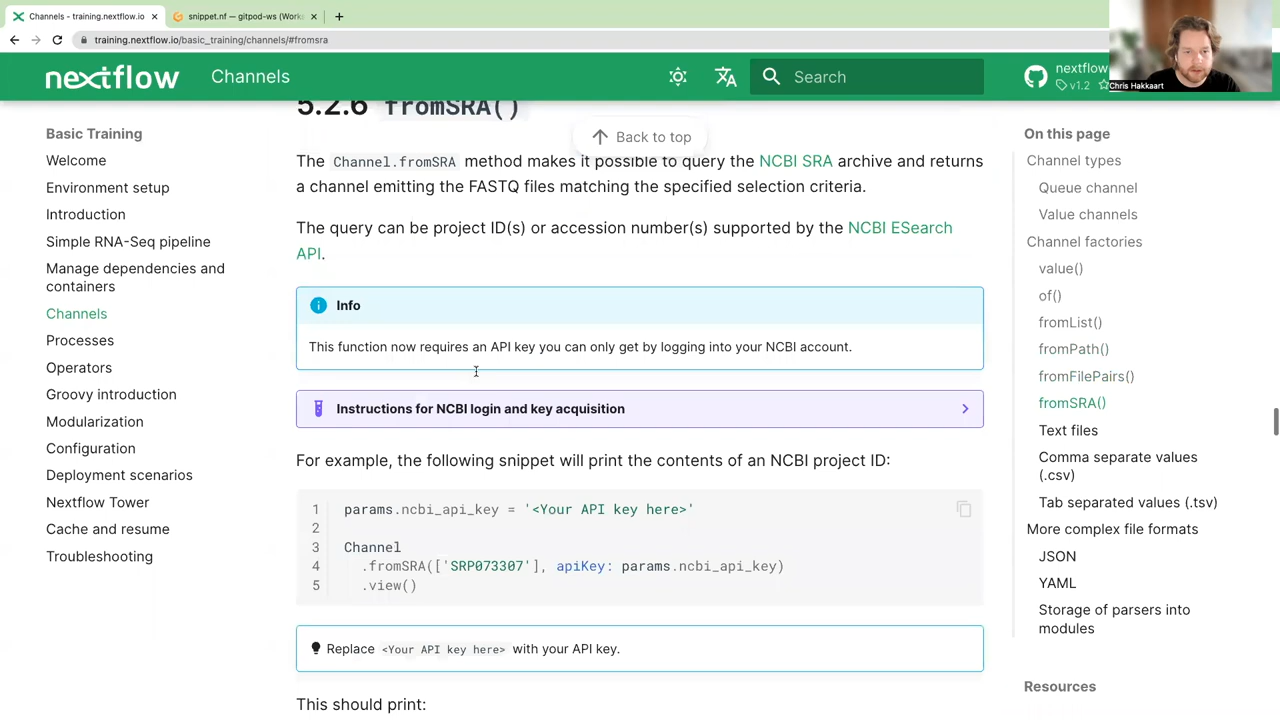 Channels - training.nextflow.io
snippet.nf — gitpod-ws (Works
training.nextflow.io/basic_training/channels/#fromsra
nextflow
Channels
Search
nextflow
v1.2
Chris Hakkaart
Basic Training
Welcome
Environment setup
Introduction
Simple RNA-Seq pipeline
Manage dependencies and
containers
Channels
Processes
Operators
Groovy introduction
Modularization
Configuration
Deployment scenarios
Nextflow Tower
Cache and resume
Troubleshooting
5.2.6 fromSRA()
Back to top
The Channel.fromSRA method makes it possible to query the NCBI SRA archive and returns
a channel emitting the FASTQ files matching the specified selection criteria.
The query can be project ID(s) or accession number(s) supported by the NCBI ESearch
API.
Info
This function now requires an API key you can only get by logging into your NCBI account.
Instructions for NCBI login and key acquisition
For example, the following snippet will print the contents of an NCBI project ID:
1 params.ncbi_api_key = '<Your API key here>'
2
3 Channel
4 .fromSRA(['SRP073307'], apiKey: params.ncbi_api_key)
5 .view()
Replace <Your API key here> with your API key.
This should print:
On this page
Channel types
Queue channel
Value channels
Channel factories
value()
of()
fromList()
fromPath()
fromFilePairs()
fromSRA()
Text files
Comma separate values
(.csv)
Tab separated values (.tsv)
More complex file formats
JSON
YAML
Storage of parsers into
modules
Resources